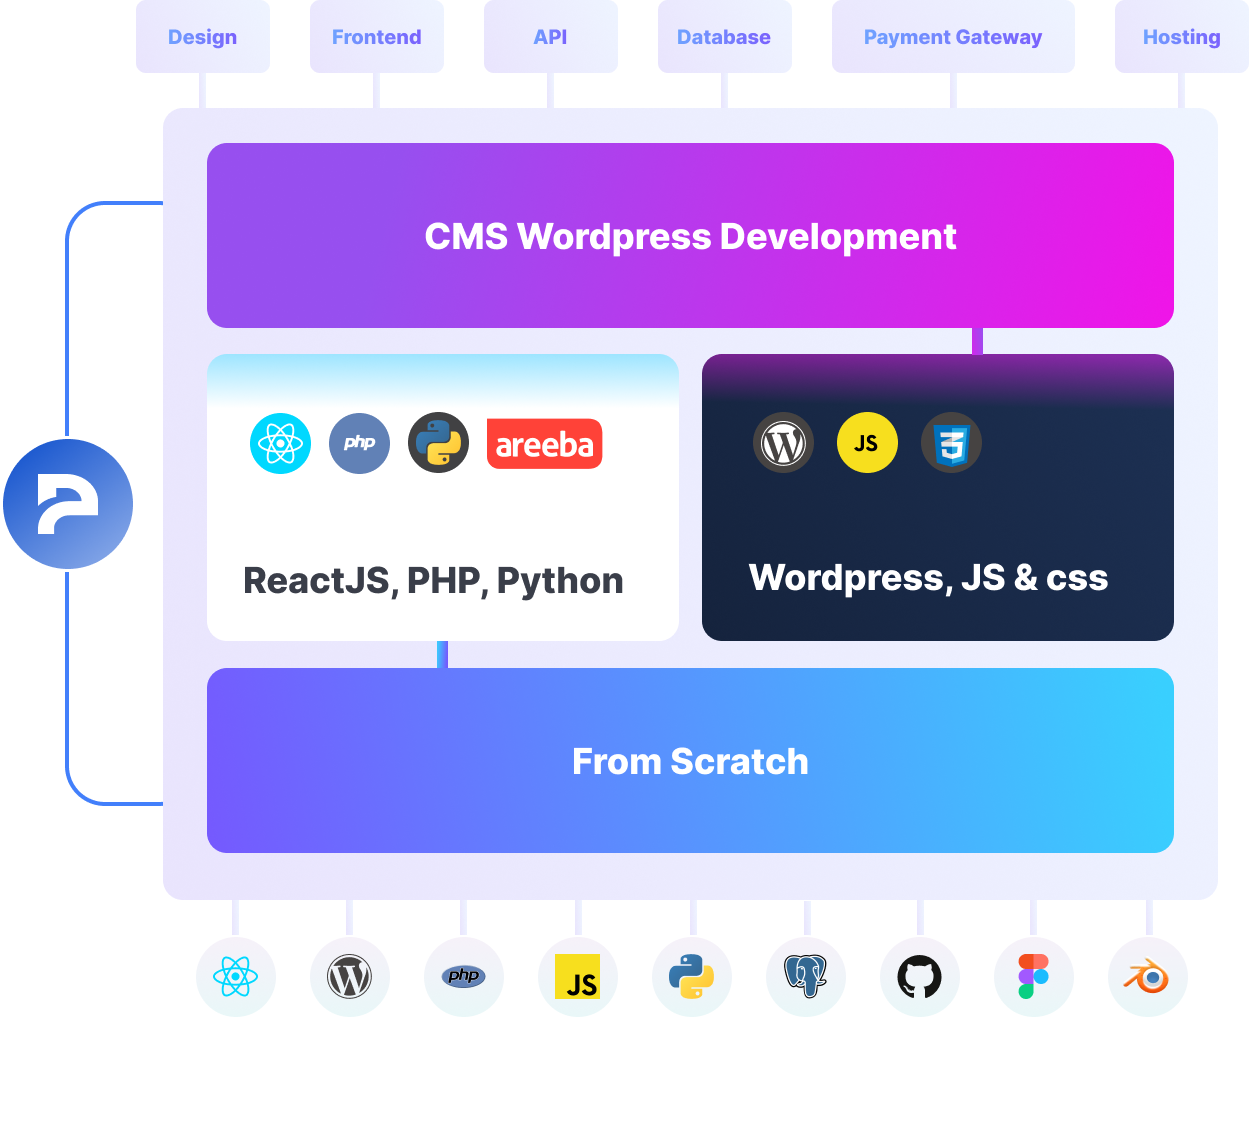 Design
Frontend
API
Database
Payment Gateway
Hosting
CMS Wordpress Development
php
areeba
JS
ReactJS, PHP, Python
Wordpress, JS & css
From Scratch
php
JS